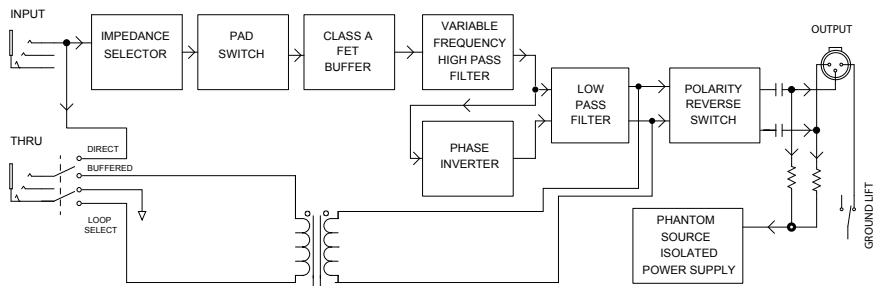 INPUT
IMPEDANCE
SELECTOR
PAD
SWITCH
CLASS A
FET
BUFFER
VARIABLE
FREQUENCY
HIGH PASS
FILTER
LOW
PASS
FILTER
POLARITY
REVERSE
SWITCH
OUTPUT
PHASE
INVERTER
THRU
DIRECT
BUFFERED
LOOP
SELECT
PHANTOM
SOURCE
ISOLATED
POWER SUPPLY
GROUND LIFT